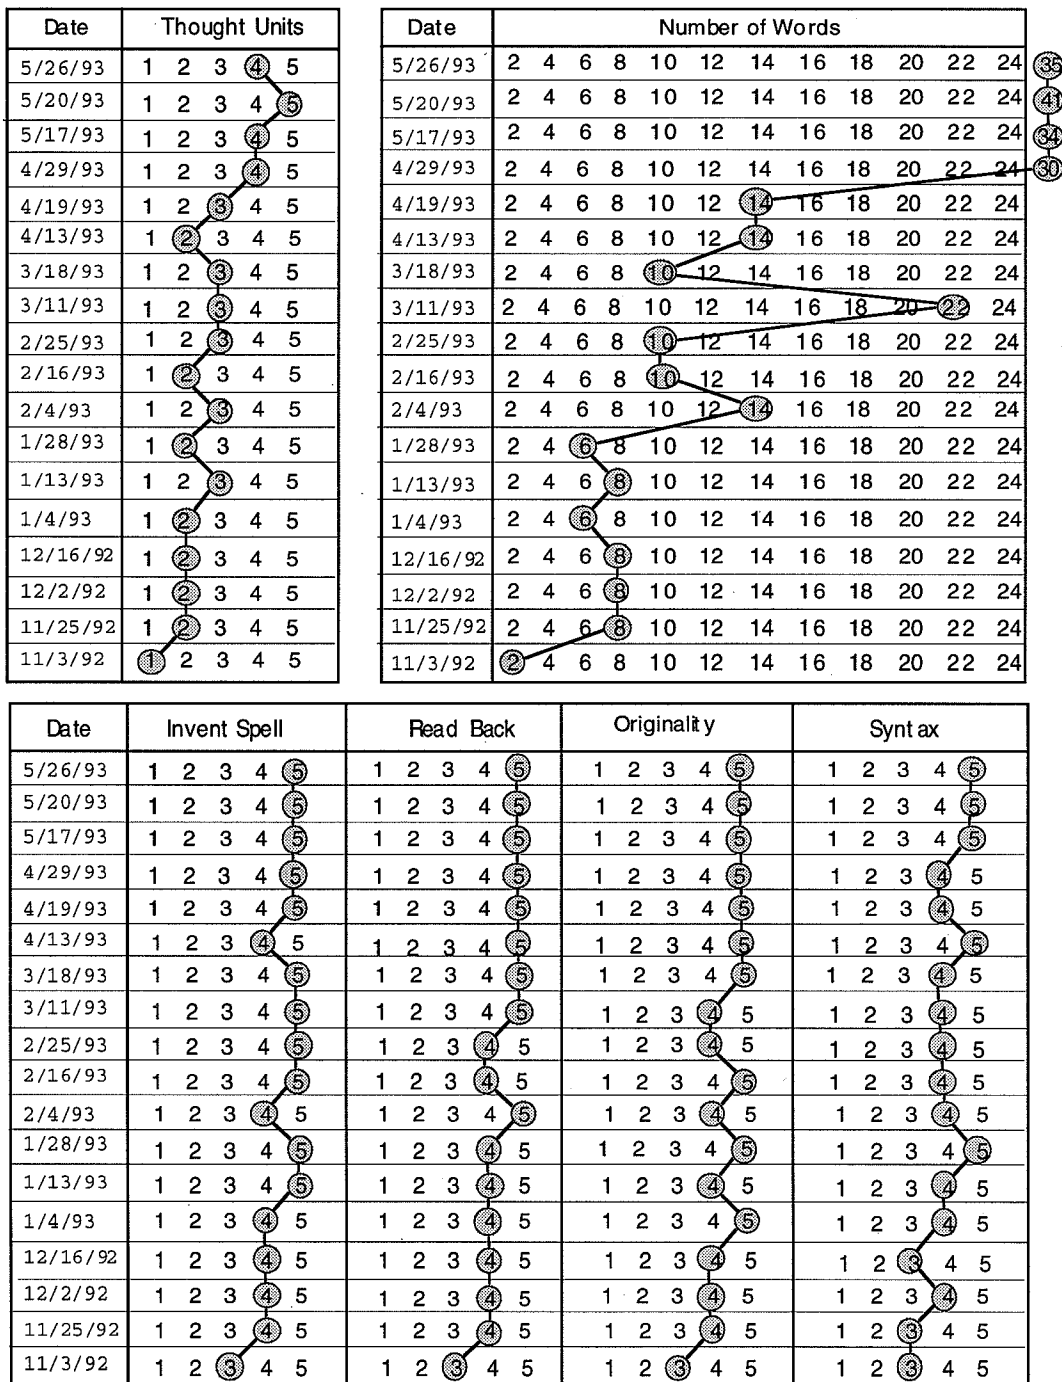 Date Thought Units
5/26/93 1 2 3 4 5
5/20/93 1 2 3 4 5
5/17/93 1 2 3 4 5
4/29/93 1 2 3 4 5
4/19/93 1 2 3 4 5
4/13/93 1 2 3 4 5
3/18/93 1 2 3 4 5
3/11/93 1 2 3 4 5
2/25/93 1 2 3 4 5
2/16/93 1 2 3 4 5
2/4/93 1 2 3 4 5
1/28/93 1 2 3 4 5
1/13/93 1 2 3 4 5
1/4/93 1 2 3 4 5
12/16/92 1 2 3 4 5
12/2/92 1 2 3 4 5
11/25/92 1 2 3 4 5
11/3/92 1 2 3 4 5
Date Number of Words
5/26/93 2 4 6 8 10 12 14 16 18 20 22 24 35
5/20/93 2 4 6 8 10 12 14 16 18 20 22 24 41
5/17/93 2 4 6 8 10 12 14 16 18 20 22 24 34
4/29/93 2 4 6 8 10 12 14 16 18 20 22 24 30
4/19/93 2 4 6 8 10 12 14 16 18 20 22 24
4/13/93 2 4 6 8 10 12 14 16 18 20 22 24
3/18/93 2 4 6 8 10 12 14 16 18 20 22 24
3/11/93 2 4 6 8 10 12 14 16 18 20 22 24
2/25/93 2 4 6 8 10 12 14 16 18 20 22 24
2/16/93 2 4 6 8 10 12 14 16 18 20 22 24
2/4/93 2 4 6 8 10 12 14 16 18 20 22 24
1/28/93 2 4 6 8 10 12 14 16 18 20 22 24
1/13/93 2 4 6 8 10 12 14 16 18 20 22 24
1/4/93 2 4 6 8 10 12 14 16 18 20 22 24
12/16/92 2 4 6 8 10 12 14 16 18 20 22 24
12/2/92 2 4 6 8 10 12 14 16 18 20 22 24
11/25/92 2 4 6 8 10 12 14 16 18 20 22 24
11/3/92 2 4 6 8 10 12 14 16 18 20 22 24
Date Invent Spell Read Back Originality Syntax
5/26/93 1 2 3 4 5 1 2 3 4 5 1 2 3 4 5 1 2 3 4 5
5/20/93 1 2 3 4 5 1 2 3 4 5 1 2 3 4 5 1 2 3 4 5
5/17/93 1 2 3 4 5 1 2 3 4 5 1 2 3 4 5 1 2 3 4 5
4/29/93 1 2 3 4 5 1 2 3 4 5 1 2 3 4 5 1 2 3 4 5
4/19/93 1 2 3 4 5 1 2 3 4 5 1 2 3 4 5 1 2 3 4 5
4/13/93 1 2 3 4 5 1 2 3 4 5 1 2 3 4 5 1 2 3 4 5
3/18/93 1 2 3 4 5 1 2 3 4 5 1 2 3 4 5 1 2 3 4 5
3/11/93 1 2 3 4 5 1 2 3 4 5 1 2 3 4 5 1 2 3 4 5
2/25/93 1 2 3 4 5 1 2 3 4 5 1 2 3 4 5 1 2 3 4 5
2/16/93 1 2 3 4 5 1 2 3 4 5 1 2 3 4 5 1 2 3 4 5
2/4/93 1 2 3 4 5 1 2 3 4 5 1 2 3 4 5 1 2 3 4 5
1/28/93 1 2 3 4 5 1 2 3 4 5 1 2 3 4 5 1 2 3 4 5
1/13/93 1 2 3 4 5 1 2 3 4 5 1 2 3 4 5 1 2 3 4 5
1/4/93 1 2 3 4 5 1 2 3 4 5 1 2 3 4 5 1 2 3 4 5
12/16/92 1 2 3 4 5 1 2 3 4 5 1 2 3 4 5 1 2 3 4 5
12/2/92 1 2 3 4 5 1 2 3 4 5 1 2 3 4 5 1 2 3 4 5
11/25/92 1 2 3 4 5 1 2 3 4 5 1 2 3 4 5 1 2 3 4 5
11/3/92 1 2 3 4 5 1 2 3 4 5 1 2 3 4 5 1 2 3 4 5